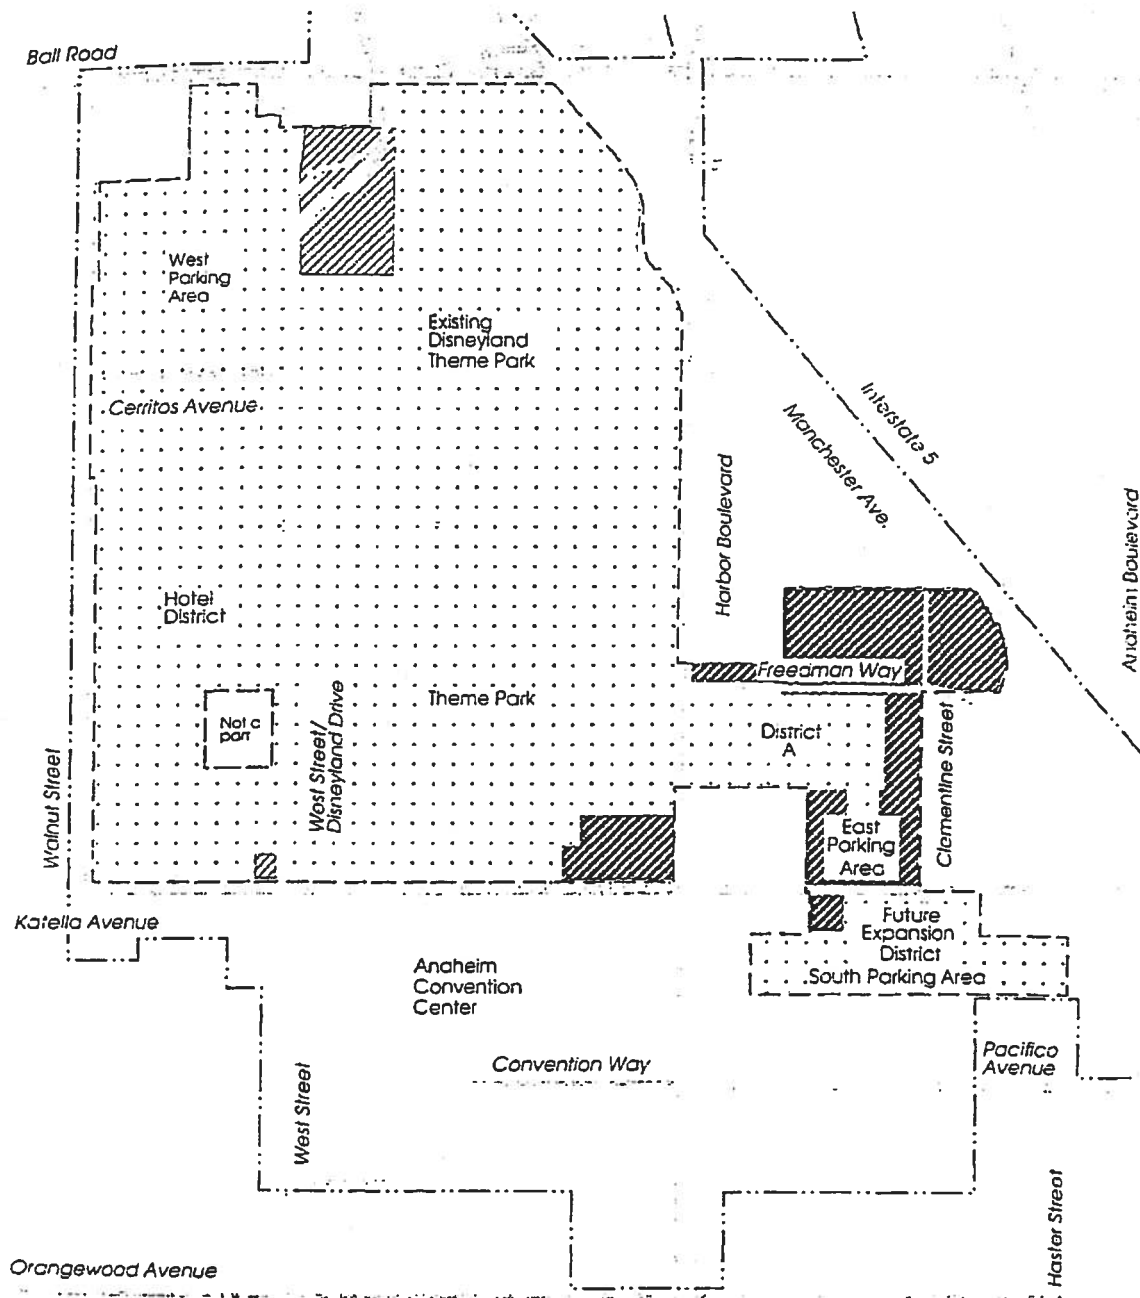 Ball Road
West
Parking
Area
Existing
Disneyland
Theme Park
Cerritos Avenue
Interstate 5
Manchester Ave.
Harbor Boulevard
Anaheim Boulevard
Hotel
District
Freedman Way
Theme Park
Not a
part
West Street/
Disneyland Drive
District
A
Clementine Street
Walnut Street
East
Parking
Area
Katella Avenue
Future
Expansion
District
South Parking Area
Anaheim
Convention
Center
Convention Way
Pacifico
Avenue
West Street
Haster Street
Orangewood Avenue